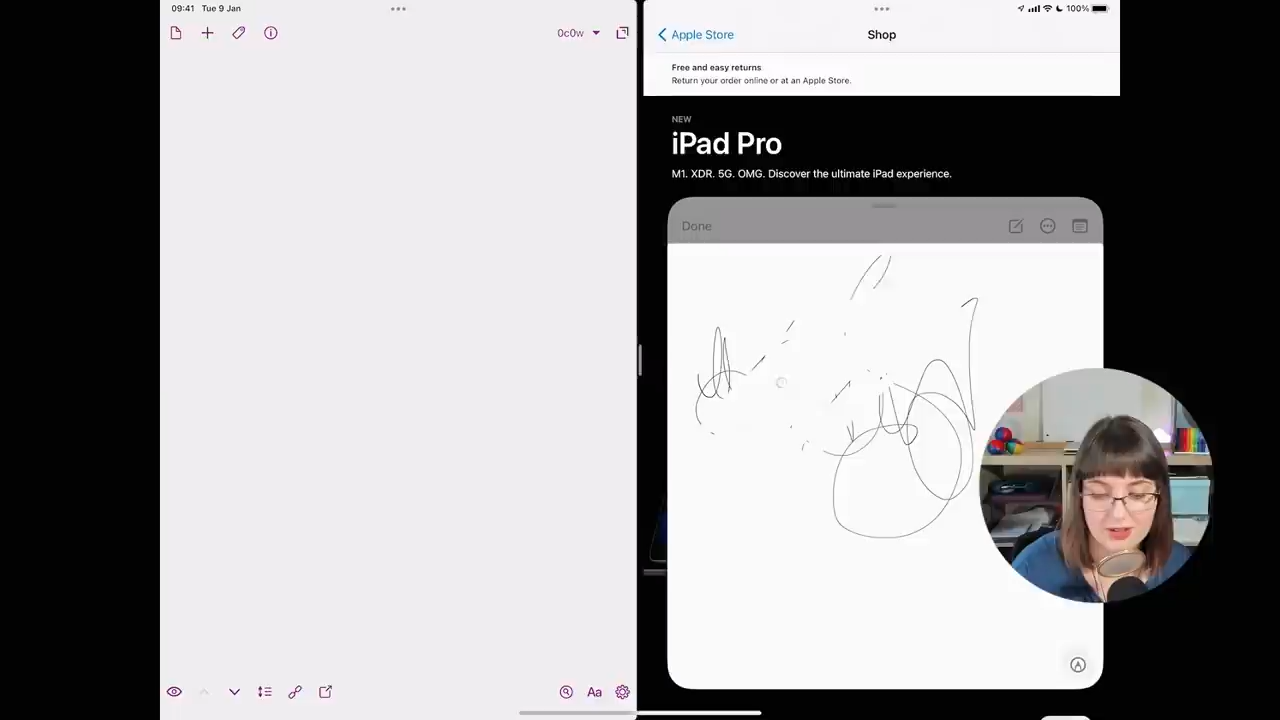 09:41 Tue 9 Jan
100%
0c0w
Apple Store
Shop
Free and easy returns
Return your order online or at an Apple Store.
NEW
iPad Pro
M1. XDR. 5G. OMG. Discover the ultimate iPad experience.
Done
Aa